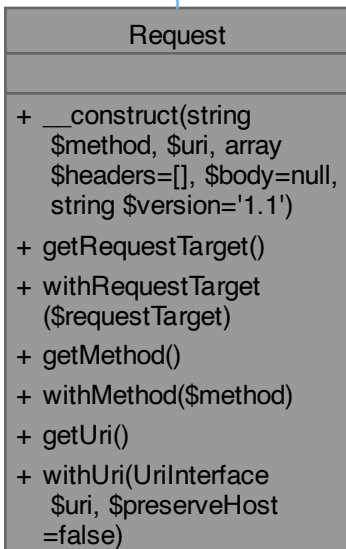 Request
+ __construct(string
$method, $uri, array
$headers=[], $body=null,
string $version='1.1')
+ getRequestTarget()
+ withRequestTarget
($requestTarget)
+ getMethod()
+ withMethod($method)
+ getUri()
+ withUri(UriInterface
$uri, $preserveHost
=false)